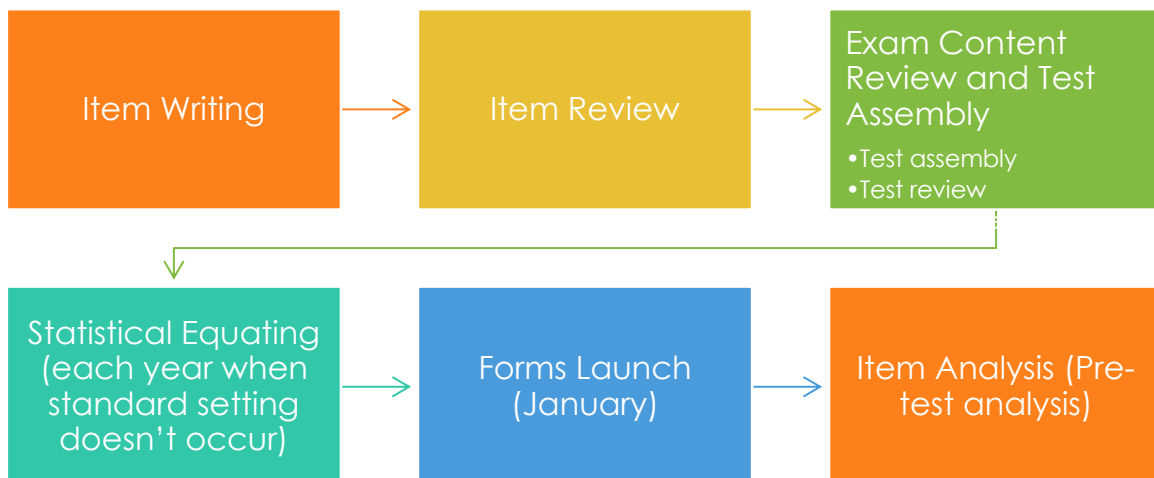 Item Writing
Item Review
Exam Content
Review and Test
Assembly
•Test assembly
•Test review
Statistical Equating
(each year when
standard setting
doesn’t occur)
Forms Launch
(January)
Item Analysis (Pre-
test analysis)